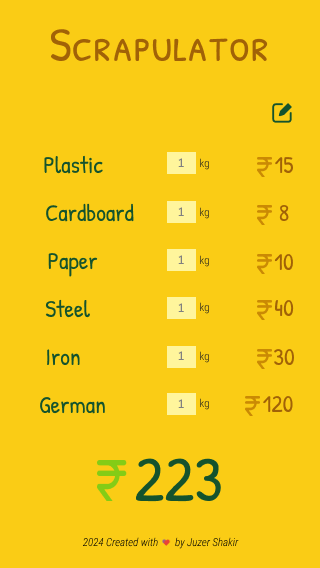 Scrapulator
Plastic 1 kg ₹ 15
Cardboard 1 kg ₹ 8
Paper 1 kg ₹ 10
Steel 1 kg ₹ 40
Iron 1 kg ₹ 30
German 1 kg ₹ 120
₹ 223
2024 Created with ❤ by Juzer Shakir